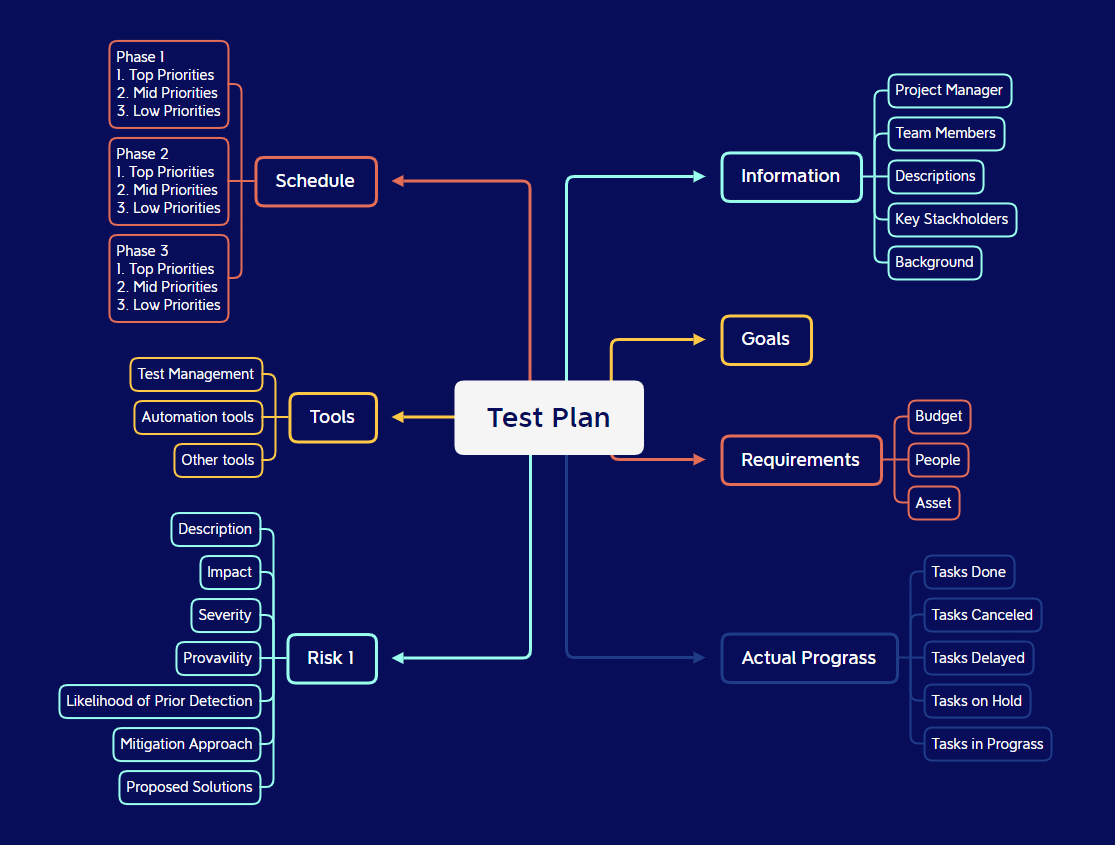 Test Plan
Schedule
Phase 1
1. Top Priorities
2. Mid Priorities
3. Low Priorities
Phase 2
1. Top Priorities
2. Mid Priorities
3. Low Priorities
Phase 3
1. Top Priorities
2. Mid Priorities
3. Low Priorities
Tools
Test Management
Automation tools
Other tools
Risk 1
Description
Impact
Severity
Provavility
Likelihood of Prior Detection
Mitigation Approach
Proposed Solutions
Information
Project Manager
Team Members
Descriptions
Key Stackholders
Background
Goals
Requirements
Budget
People
Asset
Actual Prograss
Tasks Done
Tasks Canceled
Tasks Delayed
Tasks on Hold
Tasks in Prograss